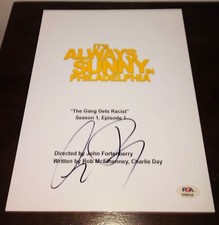 IT'S
ALWAYS
SUNNY IN
PHILADELPHIA
"The Gang Gets Racist"
Season 1, Episode 1
Directed by John Fortenberry
Written by Rob McElhenney, Charlie Day
PSA